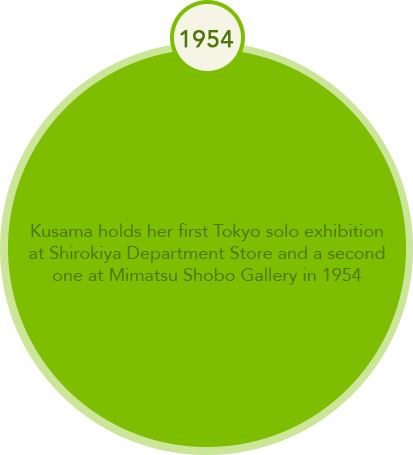 1954
Kusama holds her first Tokyo solo exhibition
at Shirokiya Department Store and a second
one at Mimatsu Shobo Gallery in 1954